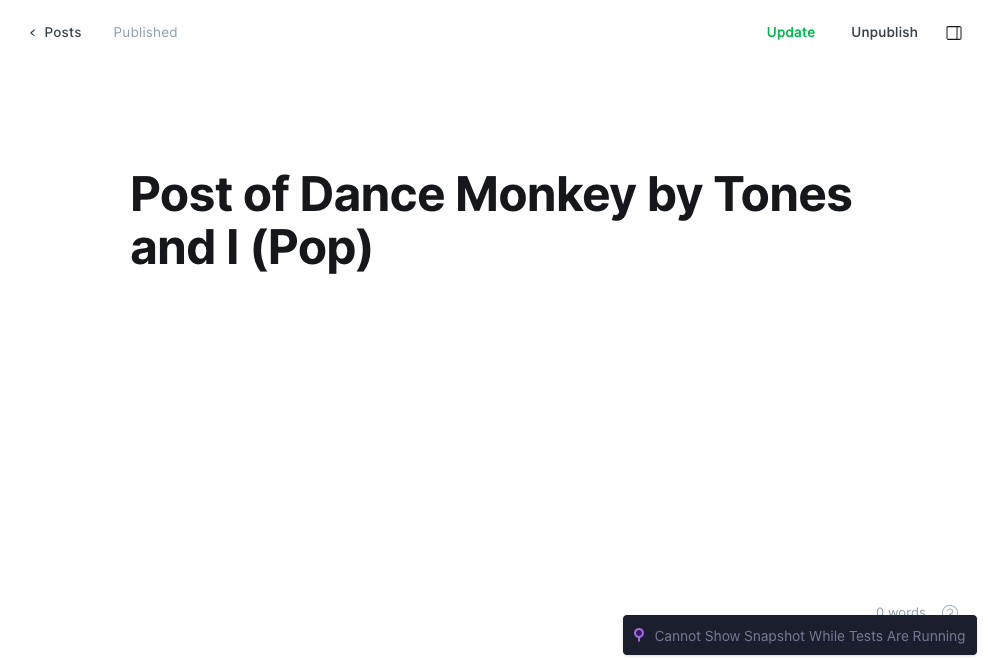 Posts
Published
Update
Unpublish
Post of Dance Monkey by Tones
and I (Pop)
0 words
?
Cannot Show Snapshot While Tests Are Running